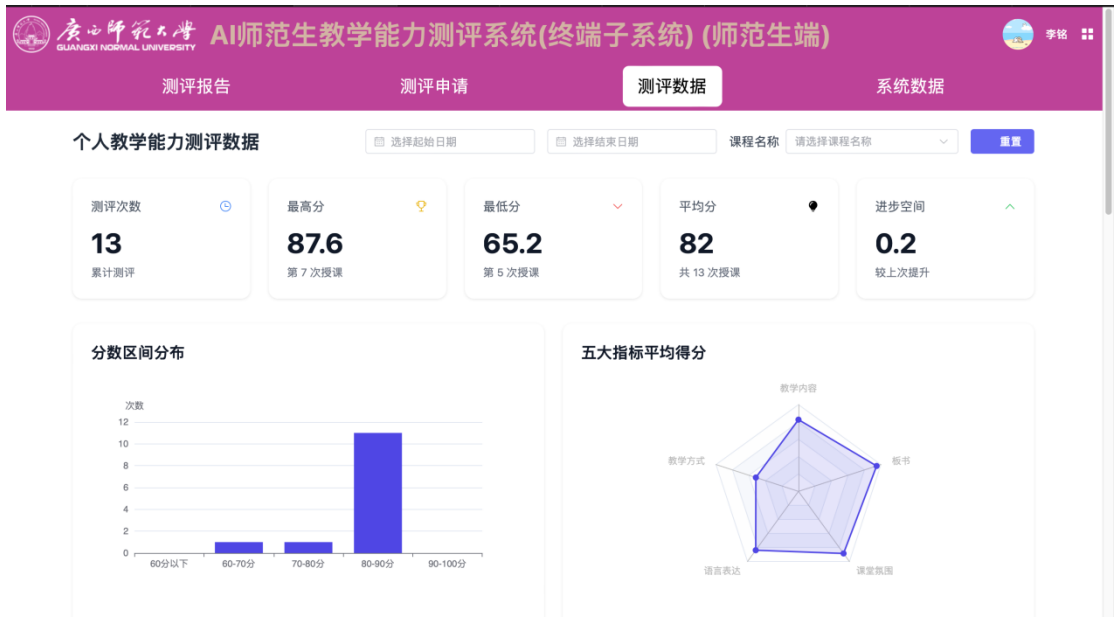 广西师范大学
GUANGXI NORMAL UNIVERSITY
AI师范生教学能力测评系统(终端子系统) (师范生端)
李铭
测评报告 测评申请 测评数据 系统数据
个人教学能力测评数据 选择起始日期 选择结束日期 课程名称 请选择课程名称 重置
测评次数 最高分 最低分 平均分 进步空间
13 87.6 65.2 82 0.2
累计测评 第 7 次授课 第 5 次授课 共 13 次授课 较上次提升
分数区间分布 五大指标平均得分
次数
12
10
8
6
4
2
0
60分以下 60-70分 70-80分 80-90分 90-100分
教学内容
教学方式 板书
语言表达 课堂氛围